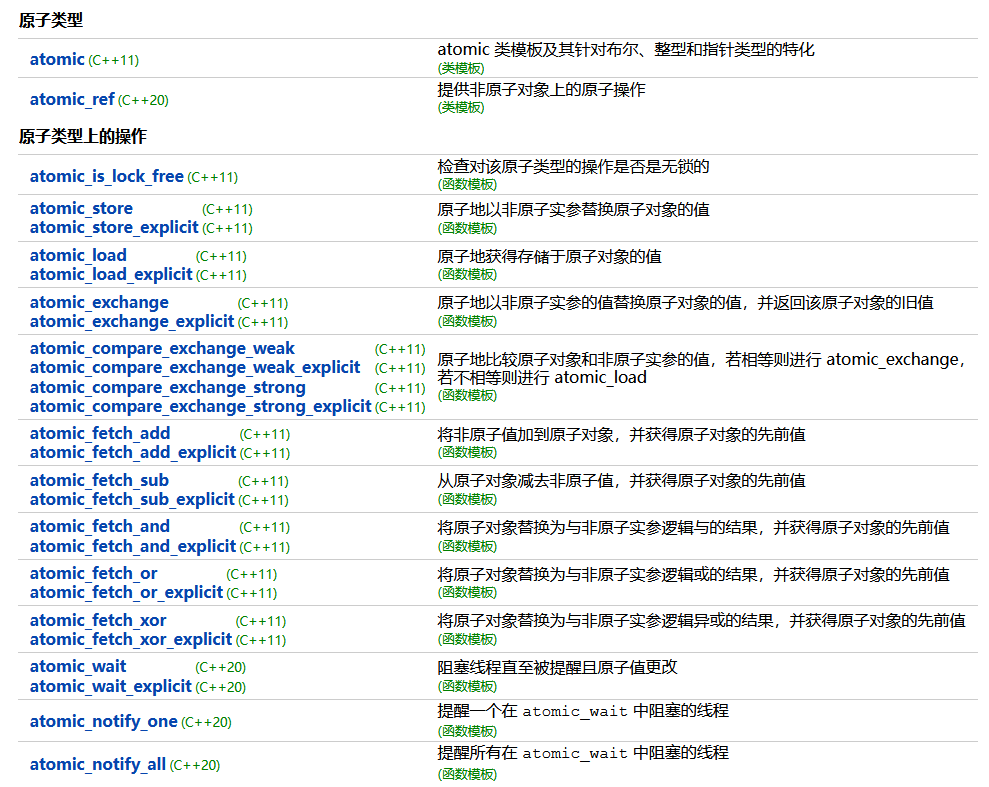 原子类型
atomic (C++11)
atomic 类模板及其针对布尔、整型和指针类型的特化
(类模板)
atomic_ref (C++20)
提供非原子对象上的原子操作
(类模板)
原子类型上的操作
atomic_is_lock_free (C++11)
检查对该原子类型的操作是否是无锁的
(函数模板)
atomic_store (C++11)
atomic_store_explicit (C++11)
原子地以非原子实参替换原子对象的值
(函数模板)
atomic_load (C++11)
atomic_load_explicit (C++11)
原子地获得存储于原子对象的值
(函数模板)
atomic_exchange (C++11)
atomic_exchange_explicit (C++11)
原子地以非原子实参的值替换原子对象的值，并返回该原子对象的旧值
(函数模板)
atomic_compare_exchange_weak (C++11)
atomic_compare_exchange_weak_explicit (C++11)
atomic_compare_exchange_strong (C++11)
atomic_compare_exchange_strong_explicit (C++11)
原子地比较原子对象和非原子实参的值，若相等则进行 atomic_exchange，
若不相等则进行 atomic_load
(函数模板)
atomic_fetch_add (C++11)
atomic_fetch_add_explicit (C++11)
将非原子值加到原子对象，并获得原子对象的先前值
(函数模板)
atomic_fetch_sub (C++11)
atomic_fetch_sub_explicit (C++11)
从原子对象减去非原子值，并获得原子对象的先前值
(函数模板)
atomic_fetch_and (C++11)
atomic_fetch_and_explicit (C++11)
将原子对象替换为与非原子实参逻辑与的结果，并获得原子对象的先前值
(函数模板)
atomic_fetch_or (C++11)
atomic_fetch_or_explicit (C++11)
将原子对象替换为与非原子实参逻辑或的结果，并获得原子对象的先前值
(函数模板)
atomic_fetch_xor (C++11)
atomic_fetch_xor_explicit (C++11)
将原子对象替换为与非原子实参逻辑异或的结果，并获得原子对象的先前值
(函数模板)
atomic_wait (C++20)
atomic_wait_explicit (C++20)
阻塞线程直至被提醒且原子值更改
(函数模板)
atomic_notify_one (C++20)
提醒一个在 atomic_wait 中阻塞的线程
(函数模板)
atomic_notify_all (C++20)
提醒所有在 atomic_wait 中阻塞的线程
(函数模板)